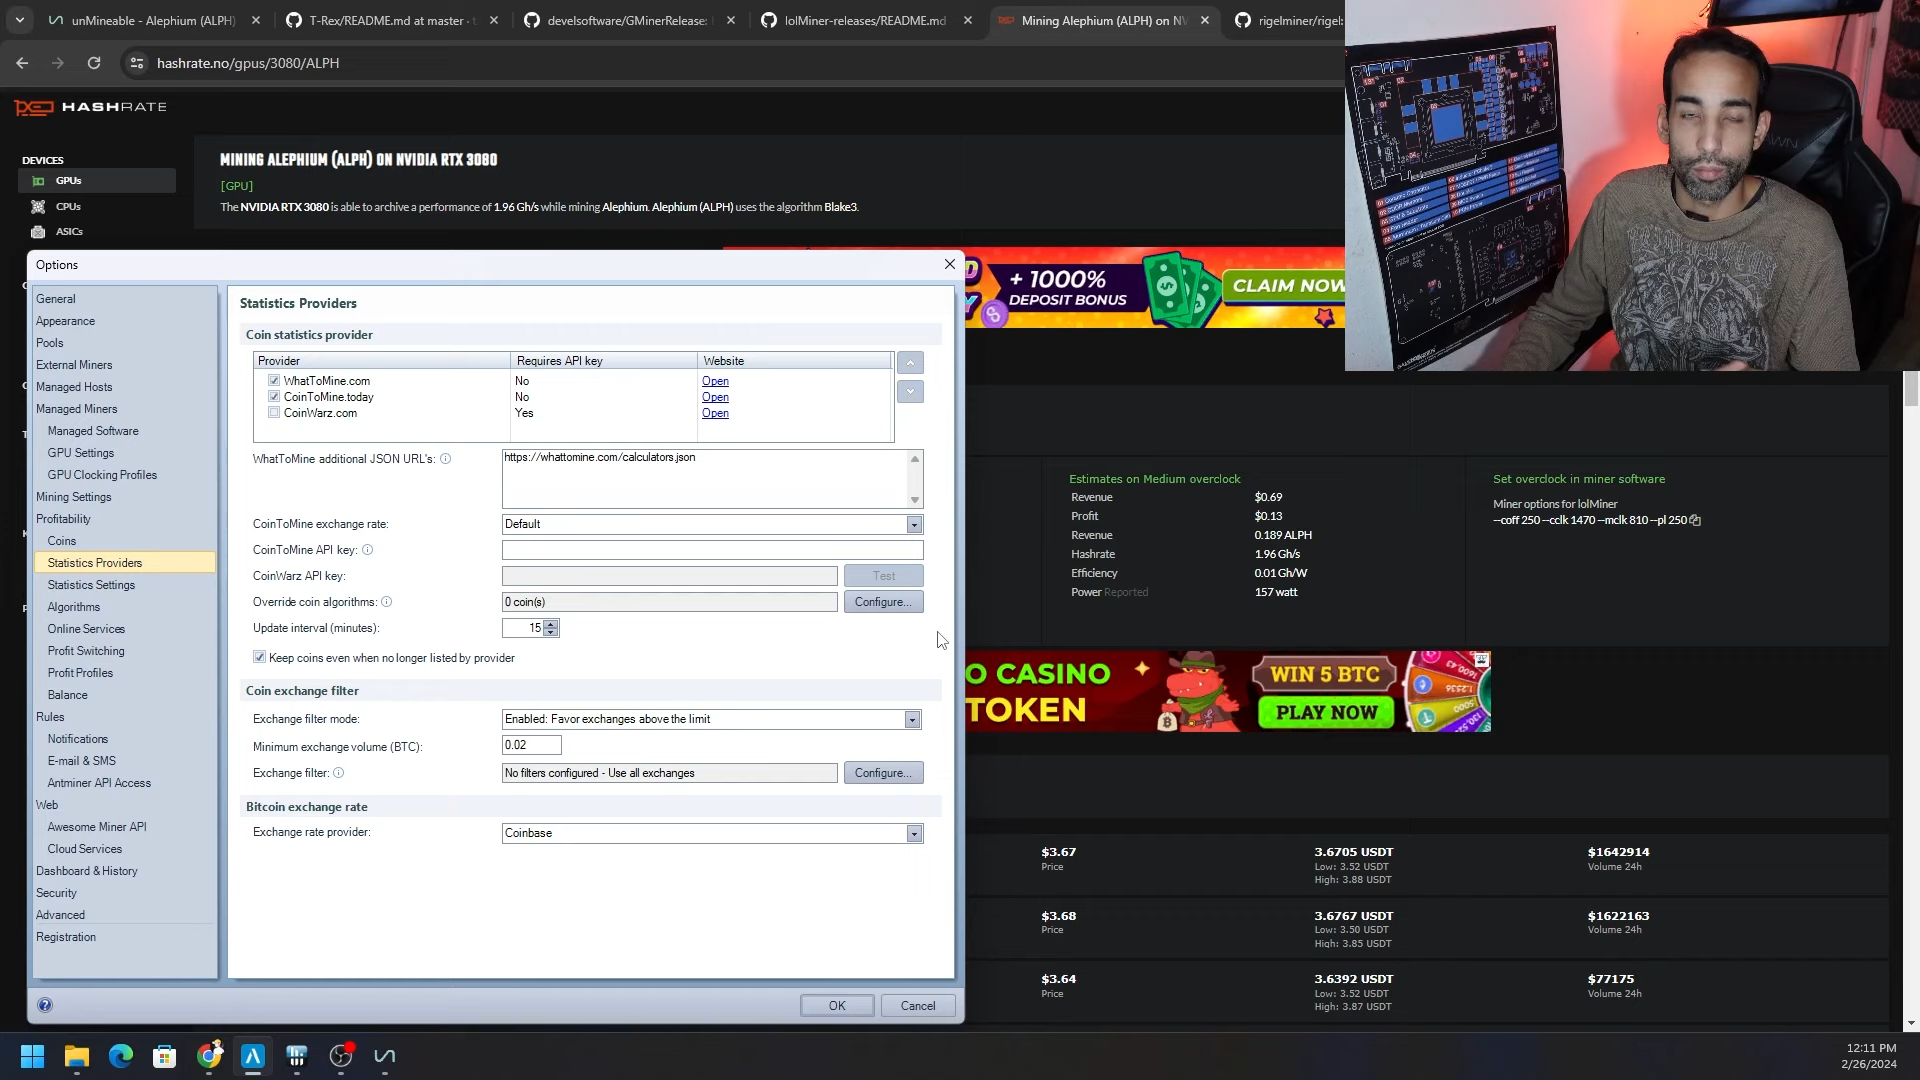 unMineable - Alephium (ALPH)
T-Rex/README.md at master ·
develsoftware/GMinerRelease:
lolMiner-releases/README.md
Mining Alephium (ALPH) on NV
rigelminer/rigel:
hashrate.no/gpus/3080/ALPH
HASHRATE
DEVICES
GPUs
CPUs
ASICs
MINING ALEPHIUM (ALPH) ON NVIDIA RTX 3080
[GPU]
The NVIDIA RTX 3080 is able to archive a performance of 1.96 Gh/s while mining Alephium. Alephium (ALPH) uses the algorithm Blake3.
+ 1000%
DEPOSIT BONUS
CLAIM NOW
Options
General
Appearance
Pools
External Miners
Managed Hosts
Managed Miners
Managed Software
GPU Settings
GPU Clocking Profiles
Mining Settings
Profitability
Coins
Statistics Providers
Statistics Settings
Algorithms
Online Services
Profit Switching
Profit Profiles
Balance
Rules
Notifications
E-mail & SMS
Antminer API Access
Web
Awesome Miner API
Cloud Services
Dashboard & History
Security
Advanced
Registration
Statistics Providers
Coin statistics provider
Provider Requires API key Website
WhatToMine.com No Open
CoinToMine.today No Open
CoinWarz.com Yes Open
WhatToMine additional JSON URL's: https://whattomine.com/calculators.json
CoinToMine exchange rate: Default
CoinToMine API key:
CoinWarz API key: Test
Override coin algorithms: 0 coin(s) Configure...
Update interval (minutes): 15
Keep coins even when no longer listed by provider
Coin exchange filter
Exchange filter mode: Enabled: Favor exchanges above the limit
Minimum exchange volume (BTC): 0.02
Exchange filter: No filters configured - Use all exchanges Configure...
Bitcoin exchange rate
Exchange rate provider: Coinbase
OK Cancel
Estimates on Medium overclock
Revenue $0.69
Profit $0.13
Revenue 0.189 ALPH
Hashrate 1.96 Gh/s
Efficiency 0.01 Gh/W
Power Reported 157 watt
Set overclock in miner software
Miner options for lolMiner
--coff 250 --cclk 1470 --mclk 810 --pl 250
O CASINO
TOKEN
WIN 5 BTC
PLAY NOW
$3.67 3.6705 USDT $1642914
Price Low: 3.52 USDT Volume 24h
High: 3.88 USDT
$3.68 3.6767 USDT $1622163
Price Low: 3.50 USDT Volume 24h
High: 3.85 USDT
$3.64 3.6392 USDT $77175
Price Low: 3.52 USDT Volume 24h
High: 3.87 USDT
12:11 PM
2/26/2024